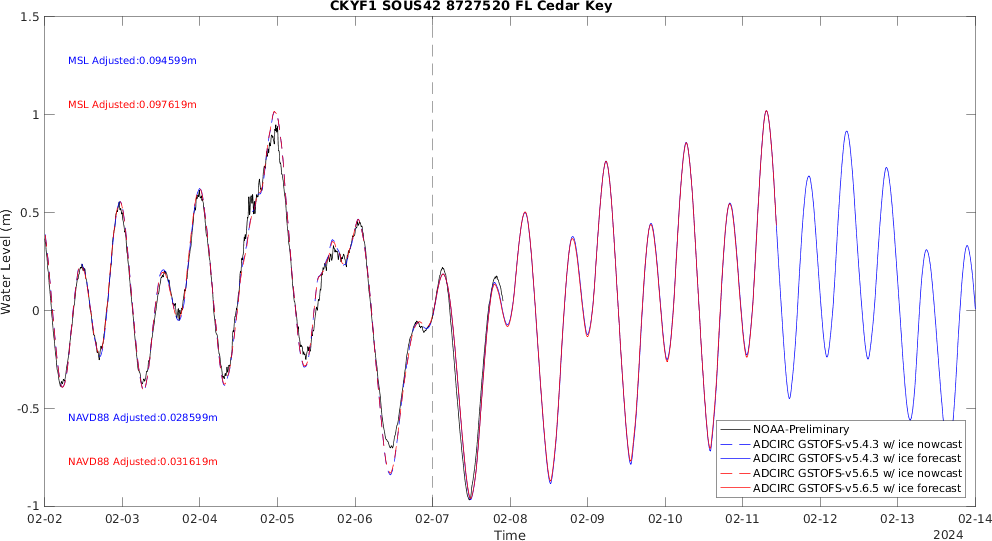 CKYF1 SOUS42 8727520 FL Cedar Key
1.5
1
0.5
0
-0.5
-1
Water Level (m)
MSL Adjusted:0.094599m
MSL Adjusted:0.097619m
NAVD88 Adjusted:0.028599m
NAVD88 Adjusted:0.031619m
NOAA-Preliminary
ADCIRC GSTOFS-v5.4.3 w/ ice nowcast
ADCIRC GSTOFS-v5.4.3 w/ ice forecast
ADCIRC GSTOFS-v5.6.5 w/ ice nowcast
ADCIRC GSTOFS-v5.6.5 w/ ice forecast
02-02 02-03 02-04 02-05 02-06 02-07 02-08 02-09 02-10 02-11 02-12 02-13 02-14
Time
2024